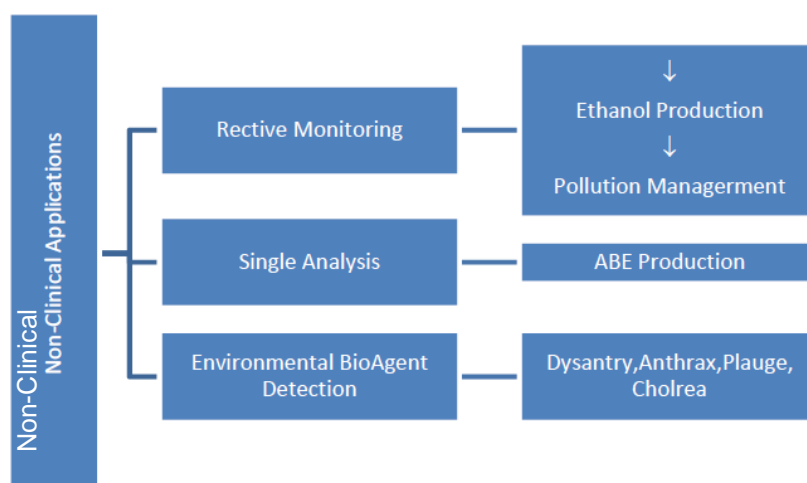 Non-Clinical
Non-Clinical Applications
Rective Monitoring
↓
Ethanol Production
↓
Pollution Managerment
Single Analysis
ABE Production
Environmental BioAgent
Detection
Dysantry,Anthrax,Plauge,
Cholrea